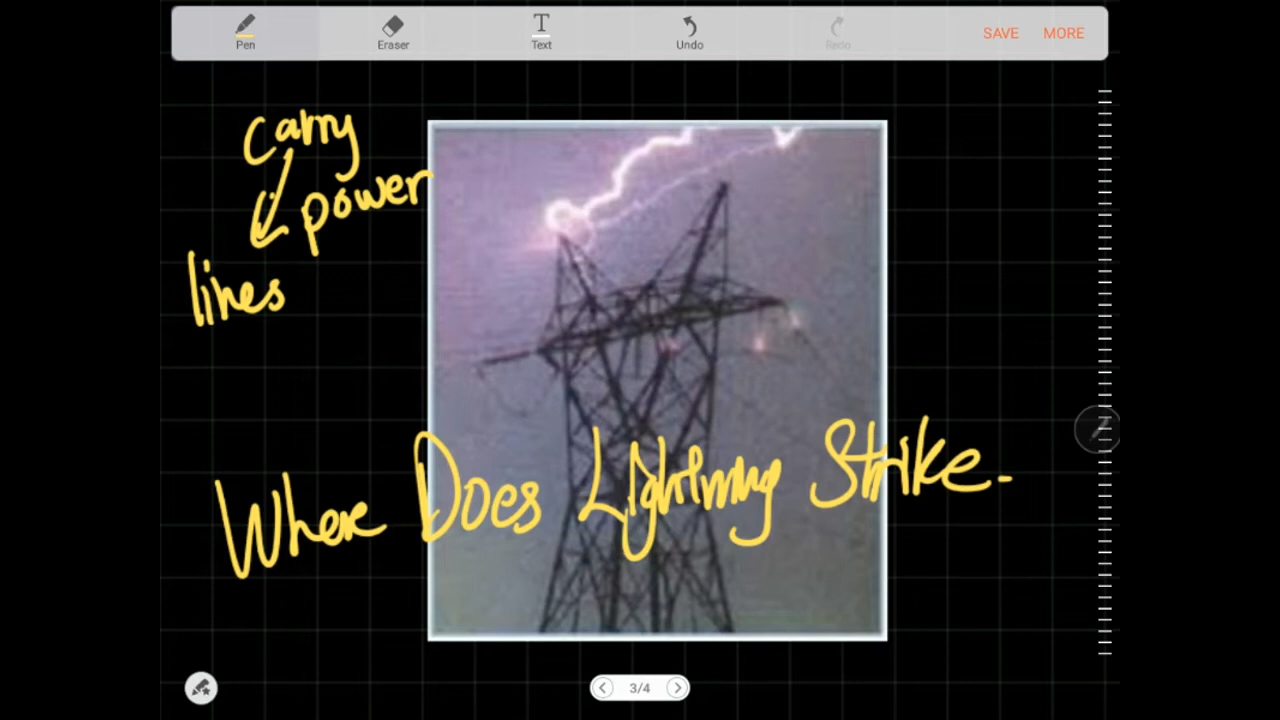 Pen Eraser Text Undo Redo SAVE MORE
Carry
power
lines
Where Does Lightning Strike.
3/4